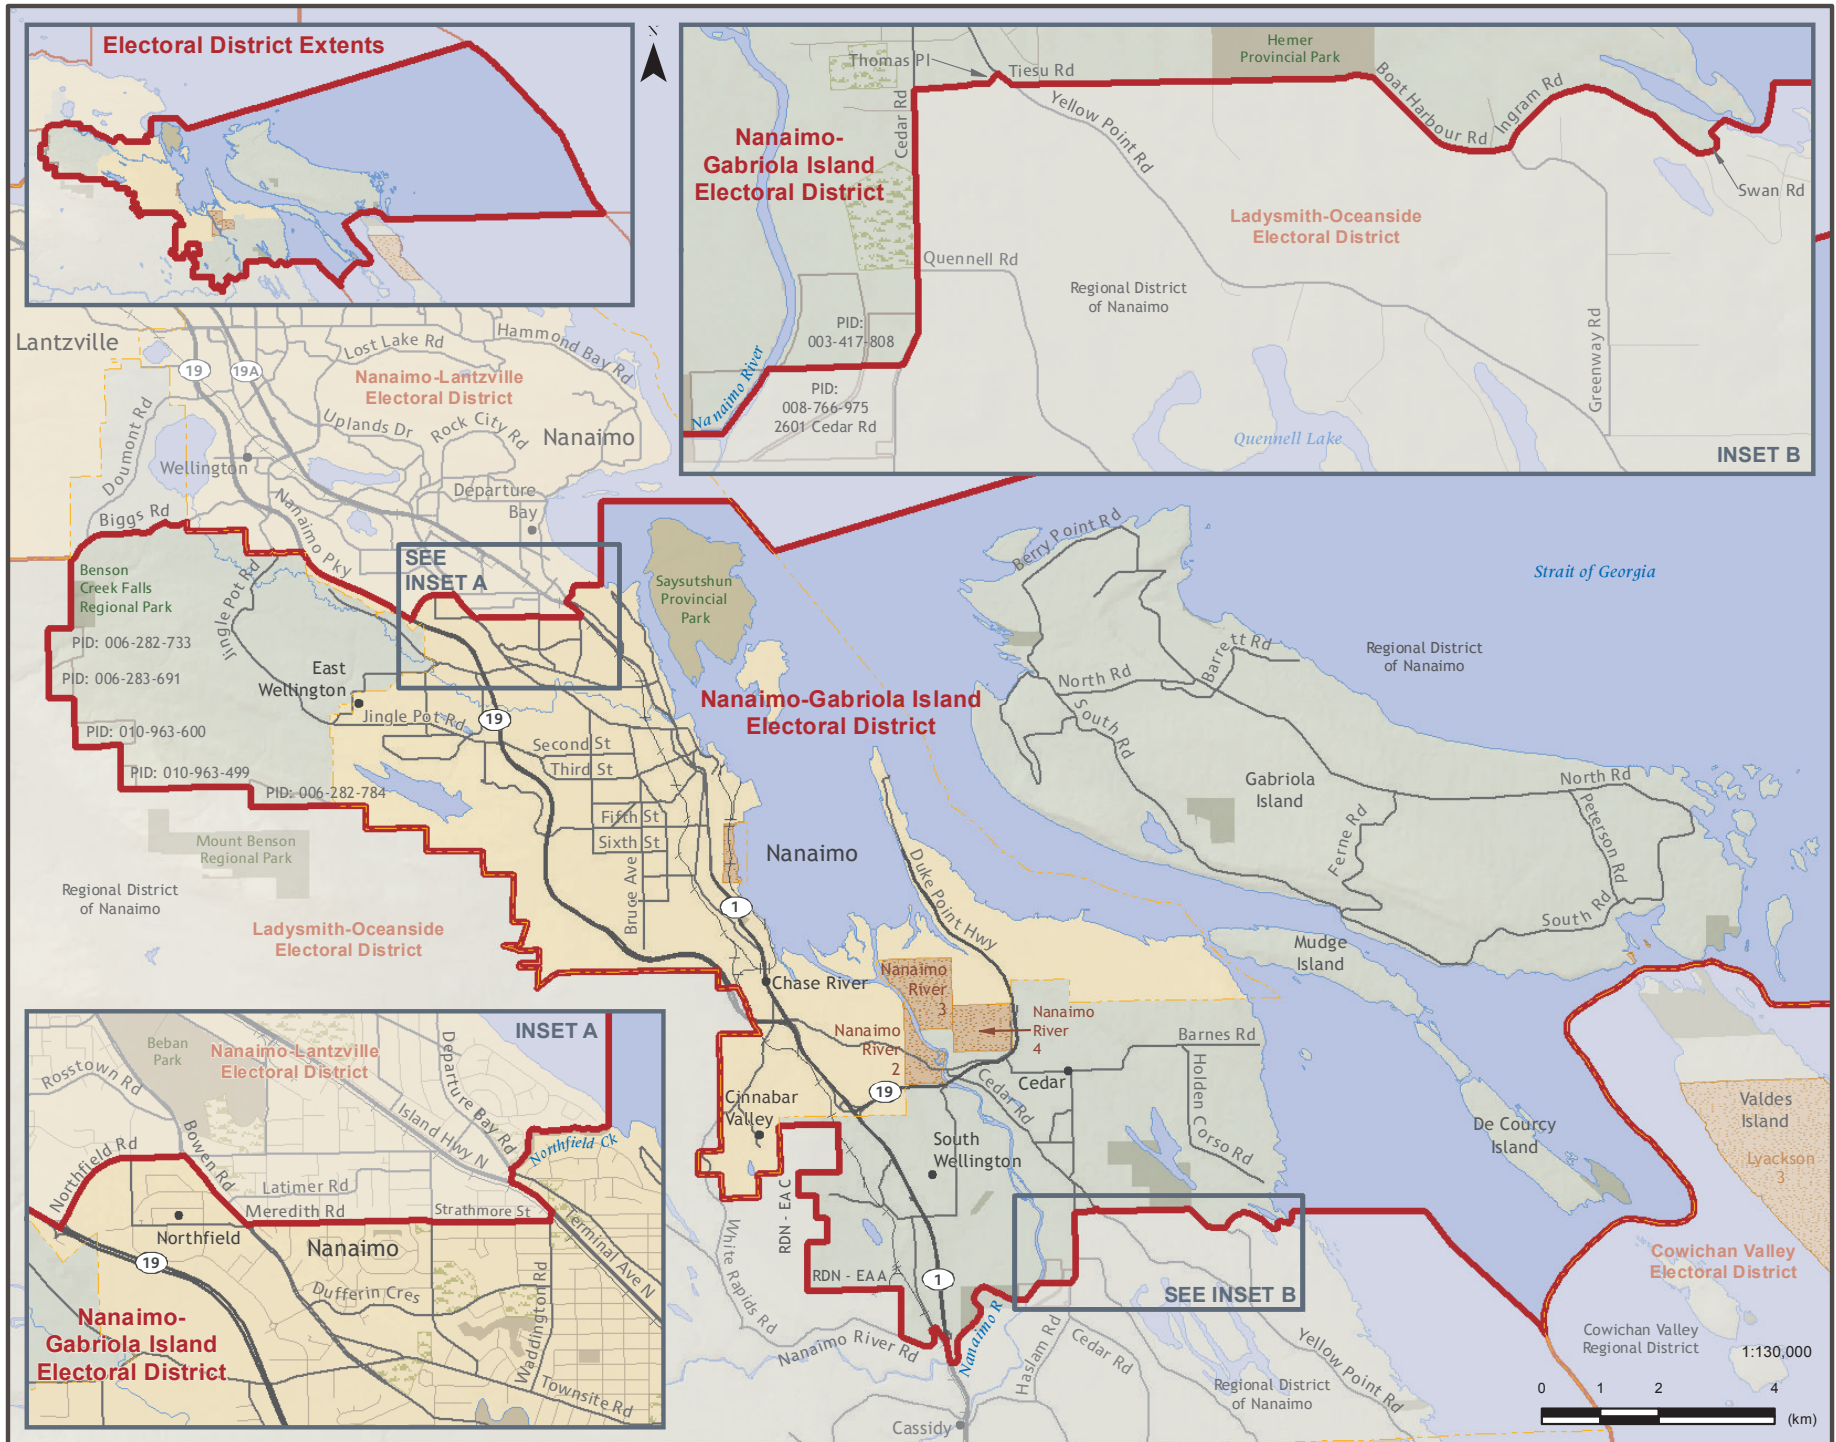 Electoral District Extents
N
Thomas Pl
Tiesu Rd
Hemer
Provincial Park
Boat Harbour Rd
Ingram Rd
Cedar Rd
Yellow Point Rd
Nanaimo-
Gabriola Island
Electoral District
Swan Rd
Ladysmith-Oceanside
Electoral District
Quennell Rd
Regional District
of Nanaimo
PID:
003-417-808
Nanaimo River
PID:
008-766-975
2601 Cedar Rd
Greenway Rd
Quennell Lake
INSET B
Lantzville
19
19A
Lost Lake Rd
Hammond Bay Rd
Nanaimo-Lantzville
Electoral District
Doumont Rd
Uplands Dr
Rock City Rd
Nanaimo
Wellington
Departure
Bay
Nanaimo Pky
Biggs Rd
SEE
INSET A
Benson
Creek Falls
Regional Park
Jingle Pot Rd
Saysutshun
Provincial
Park
Berry Point Rd
Strait of Georgia
PID: 006-282-733
PID: 006-283-691
East
Wellington
Barrett Rd
Regional District
of Nanaimo
North Rd
South Rd
Nanaimo-Gabriola Island
Electoral District
PID: 010-963-600
Jingle Pot Rd
19
Second St
Third St
PID: 010-963-499
PID: 006-282-784
Gabriola
Island
North Rd
Peterson Rd
Ferne Rd
Fifth St
Sixth St
Mount Benson
Regional Park
Nanaimo
Duke Point Hwy
Bruce Ave
Regional District
of Nanaimo
1
South Rd
Ladysmith-Oceanside
Electoral District
Mudge
Island
Chase River
Nanaimo
River
3
Nanaimo
River
4
Nanaimo
River
2
Barnes Rd
Holden Corso Rd
Cedar
Cedar Rd
19
Cinnabar
Valley
South
Wellington
De Courcy
Island
Valdes
Island
Lyackson
3
RDN - EA C
RDN - EA A
White Rapids Rd
1
Nanaimo River Rd
Nanaimo R
SEE INSET B
Haslam Rd
Cedar Rd
Yellow Point Rd
Regional District
of Nanaimo
Cassidy
Cowichan Valley
Electoral District
Cowichan Valley
Regional District
1:130,000
0 1 2 4
(km)
INSET A
Beban
Park
Nanaimo-Lantzville
Electoral District
Departure Bay Rd
Rosstown Rd
Island Hwy N
Northfield Rd
Bowen Rd
Northfield Ck
Latimer Rd
Meredith Rd
Strathmore St
Northfield
Nanaimo
Terminal Ave N
19
Dufferin Cres
Waddington Rd
Nanaimo-
Gabriola Island
Electoral District
Townsite Rd